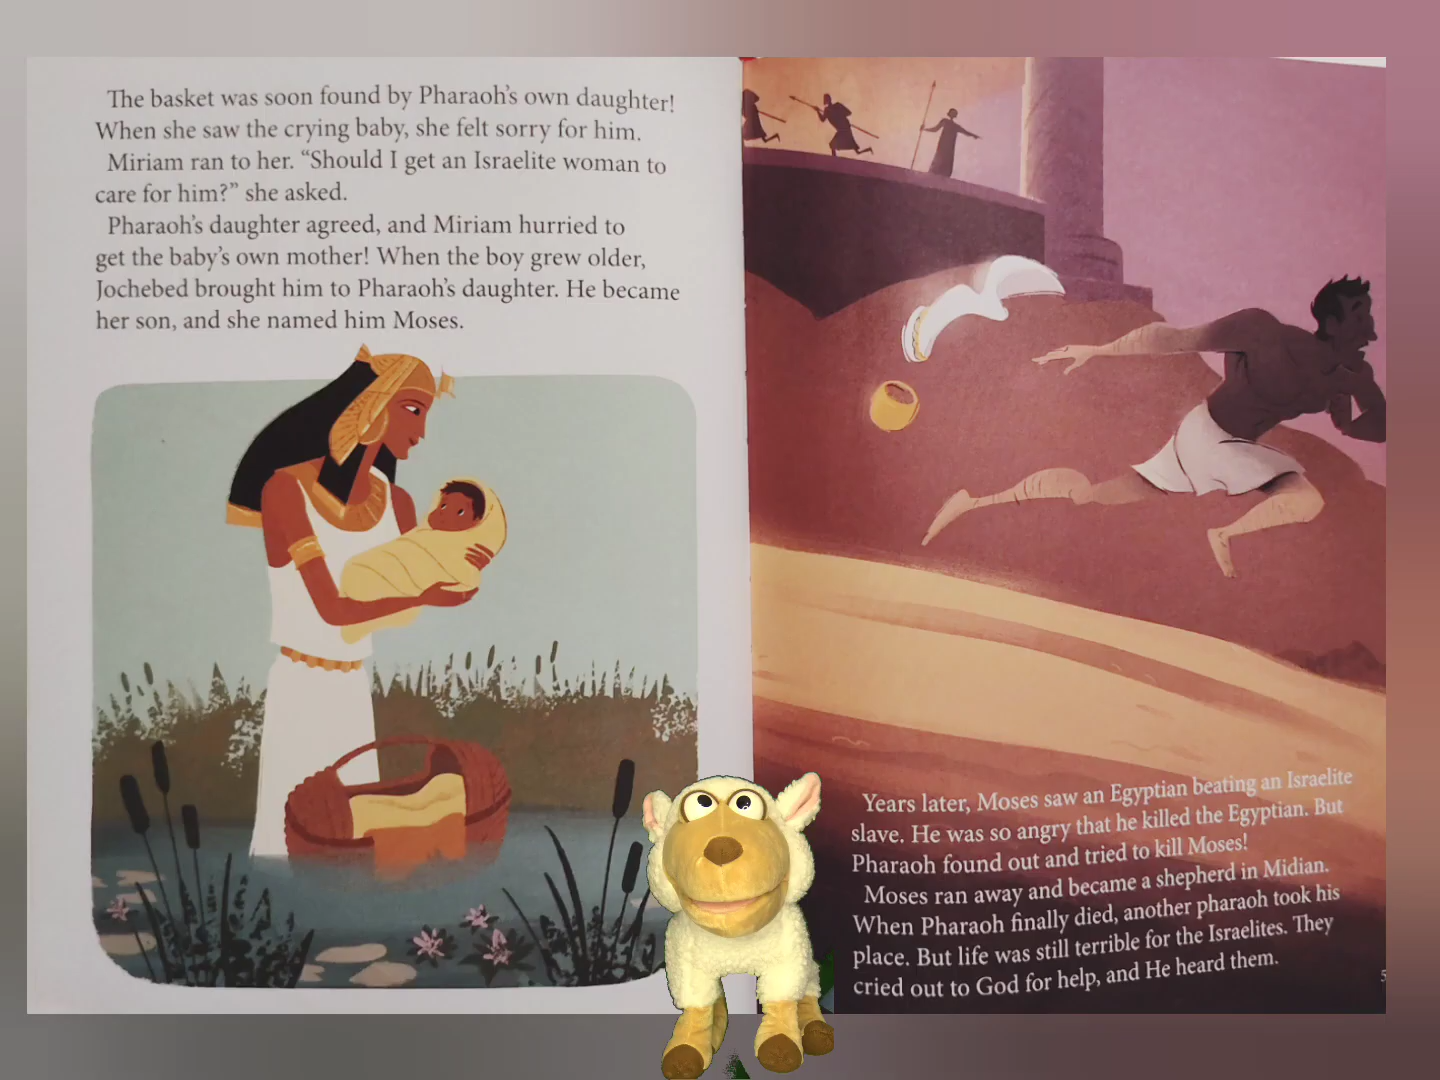 The basket was soon found by Pharaoh's own daughter!
When she saw the crying baby, she felt sorry for him.
Miriam ran to her. “Should I get an Israelite woman to
care for him?” she asked.
Pharaoh's daughter agreed, and Miriam hurried to
get the baby's own mother! When the boy grew older,
Jochebed brought him to Pharaoh's daughter. He became
her son, and she named him Moses.
Years later, Moses saw an Egyptian beating an Israelite
slave. He was so angry that he killed the Egyptian. But
Pharaoh found out and tried to kill Moses!
Moses ran away and became a shepherd in Midian.
When Pharaoh finally died, another pharaoh took his
place. But life was still terrible for the Israelites. They
cried out to God for help, and He heard them.